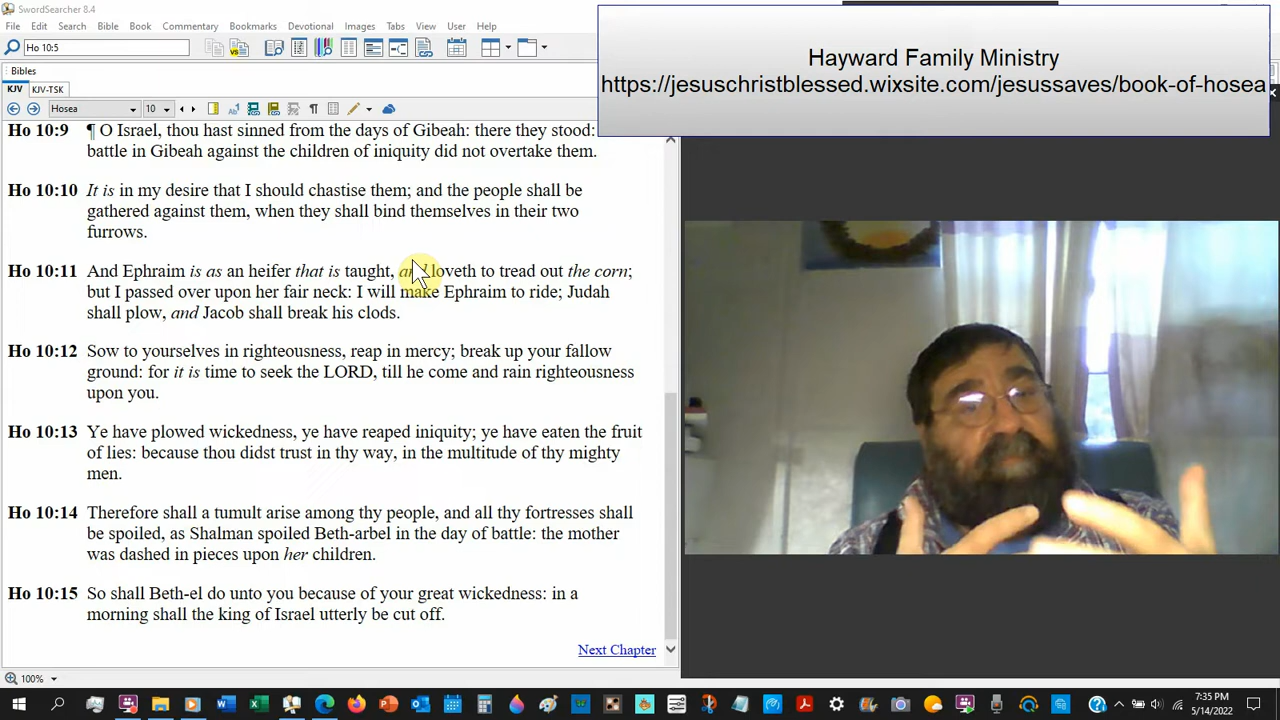 SwordSearcher 8.4
File Edit Search Bible Book Commentary Bookmarks Devotional Images Tabs View User Help
Ho 10:5
Bibles
KJV KJV-TSK
Hosea 10
Hayward Family Ministry
https://jesuschristblessed.wixsite.com/jesussaves/book-of-hosea
Ho 10:9 ¶ O Israel, thou hast sinned from the days of Gibeah: there they stood:
battle in Gibeah against the children of iniquity did not overtake them.
Ho 10:10 It is in my desire that I should chastise them; and the people shall be
gathered against them, when they shall bind themselves in their two
furrows.
Ho 10:11 And Ephraim is as an heifer that is taught, and loveth to tread out the corn;
but I passed over upon her fair neck: I will make Ephraim to ride; Judah
shall plow, and Jacob shall break his clods.
Ho 10:12 Sow to yourselves in righteousness, reap in mercy; break up your fallow
ground: for it is time to seek the LORD, till he come and rain righteousness
upon you.
Ho 10:13 Ye have plowed wickedness, ye have reaped iniquity; ye have eaten the fruit
of lies: because thou didst trust in thy way, in the multitude of thy mighty
men.
Ho 10:14 Therefore shall a tumult arise among thy people, and all thy fortresses shall
be spoiled, as Shalman spoiled Beth-arbel in the day of battle: the mother
was dashed in pieces upon her children.
Ho 10:15 So shall Beth-el do unto you because of your great wickedness: in a
morning shall the king of Israel utterly be cut off.
Next Chapter
100%
7:35 PM
5/14/2022